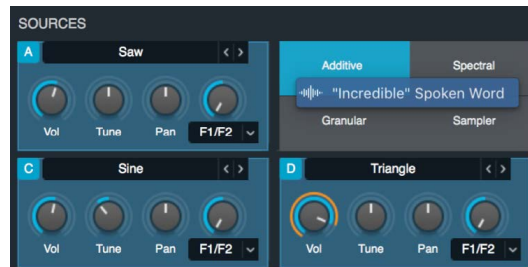 SOURCES
A Saw < >
Vol Tune Pan F1/F2
Additive Spectral
"Incredible" Spoken Word
Granular Sampler
C Sine < >
Vol Tune Pan F1/F2
D Triangle < >
Vol Tune Pan F1/F2